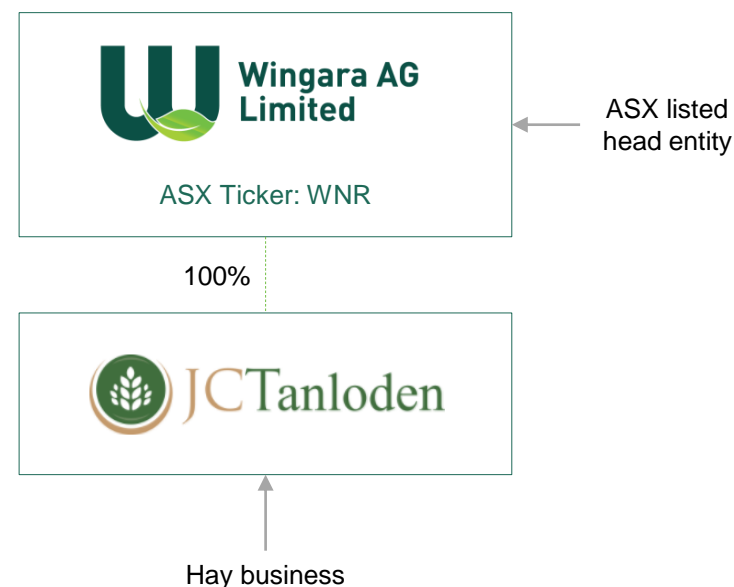 Wingara AG
Limited
ASX Ticker: WNR
ASX listed
head entity
100%
JCTanloden
Hay business